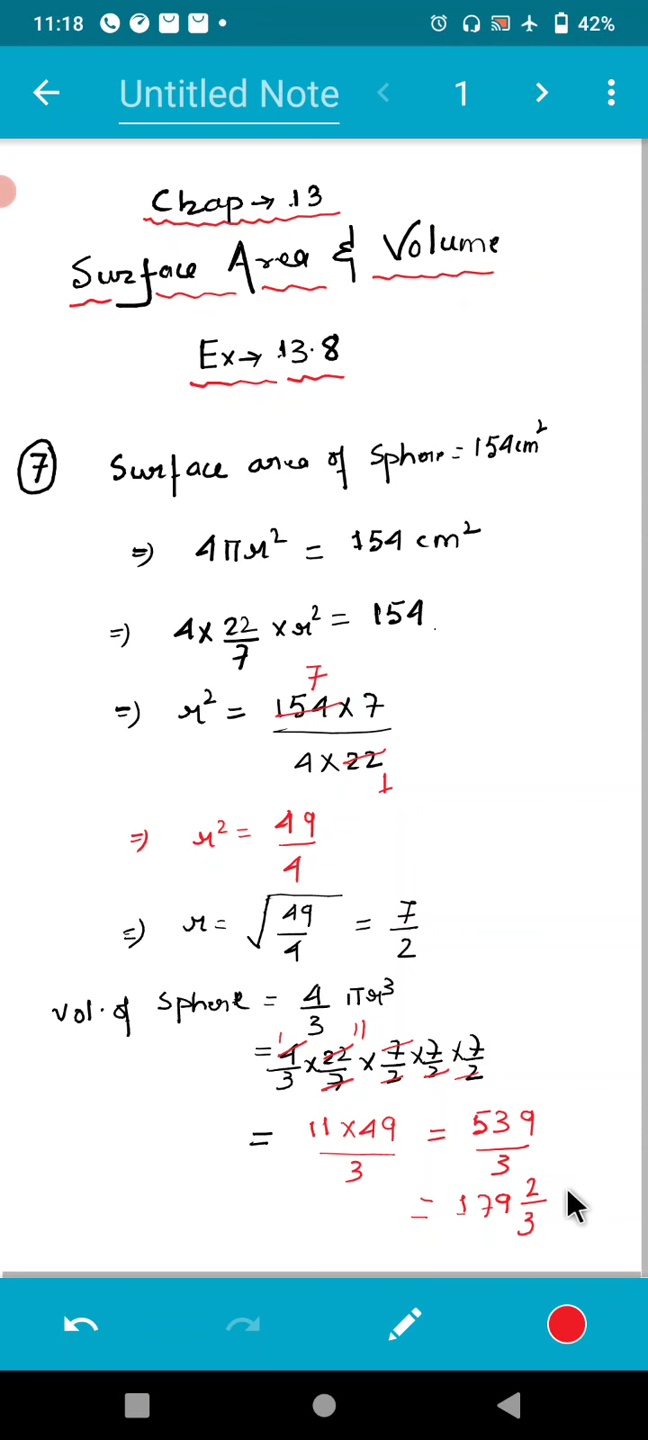 11:18 42%
Untitled Note 1
Chap → 13
Surface Area & Volume
Ex → 13.8
7 Surface area of Sphere = 154 cm²
⇒ 4πr² = 154 cm²
⇒ 4 × 22/7 × r² = 154.
7
⇒ r² = 154 × 7 / 4 × 22
1
⇒ r² = 49/4
⇒ r = √(49/4) = 7/2
Vol. of Sphere = 4/3 πr³
1 11
= 4/3 × 22/7 × 7/2 × 7/2 × 7/2
= 11 × 49 / 3 = 539/3
= 179 2/3